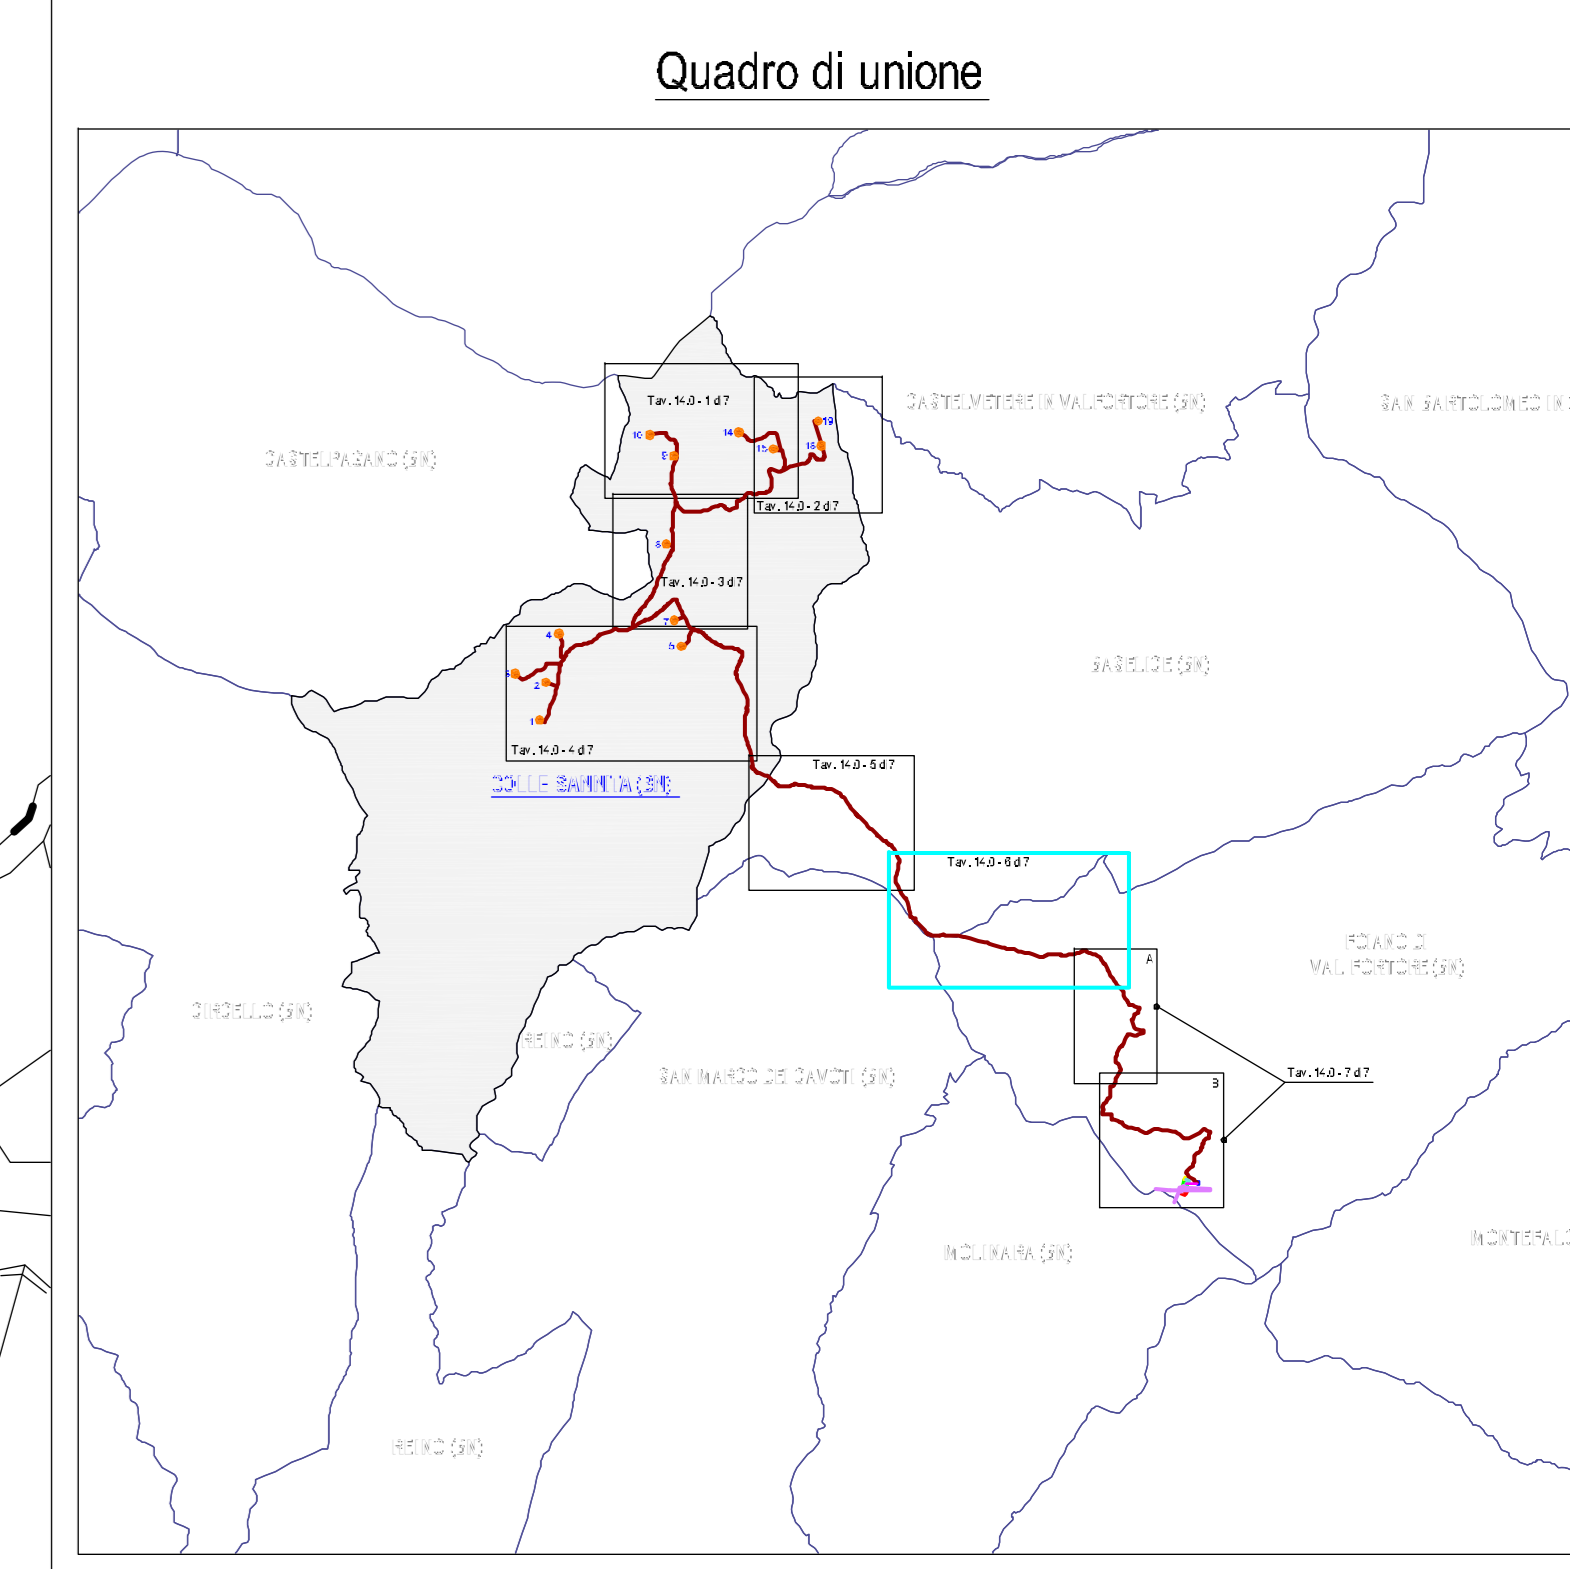 Quadro di unione
CASTELVETERE IN VALFORTORE (BN)
SAN BARTOLOMEO IN
Tav. 14.0 - 1 di 7
19
10
14
16
15
9
CASTELPAGANO (BN)
Tav. 14.0 - 2 di 7
8
Tav. 14.0 - 3 di 7
7
4
5
BASELICE (BN)
2
1
Tav. 14.0 - 4 di 7
Tav. 14.0 - 5 di 7
COLLE SANNITA (BN)
Tav. 14.0 - 6 di 7
FOIANO DI
VAL FORTORE (BN)
A
CIRCELLO (BN)
REINO (BN)
SAN MARCO DEI CAVOTI (BN)
Tav. 14.0 - 7 di 7
B
MOLINARA (BN)
MONTEFALC
REINO (BN)